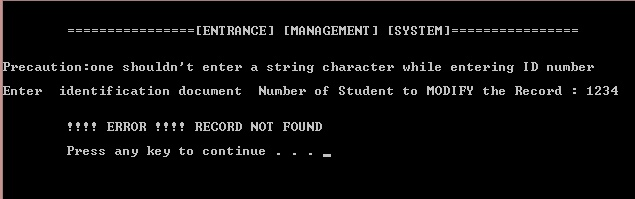 ================[ENTRANCE] [MANAGEMENT] [SYSTEM]================
Precaution:one shouldn't enter a string character while entering ID number
Enter  identification document  Number of Student to MODIFY the Record : 1234
!!!! ERROR !!!! RECORD NOT FOUND
Press any key to continue . . . _